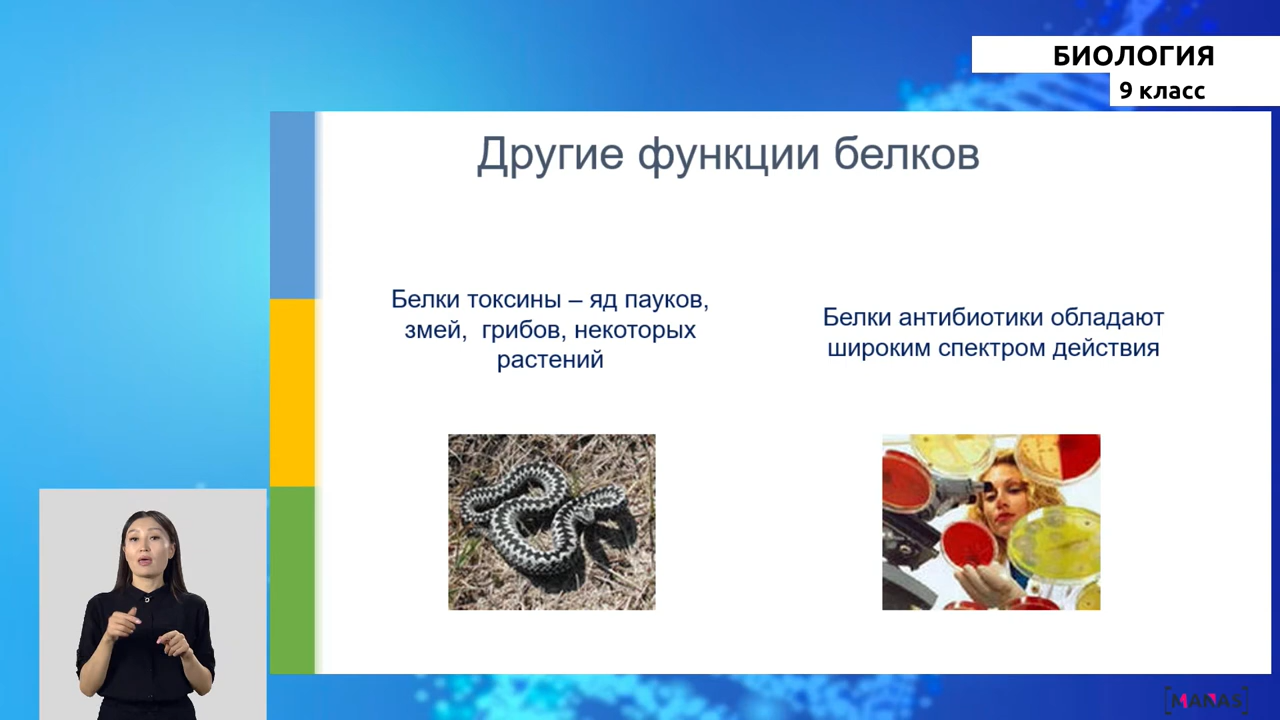 БИОЛОГИЯ
9 класс
Другие функции белков
Белки токсины – яд пауков,
змей, грибов, некоторых
растений
Белки антибиотики обладают
широким спектром действия
MANAS